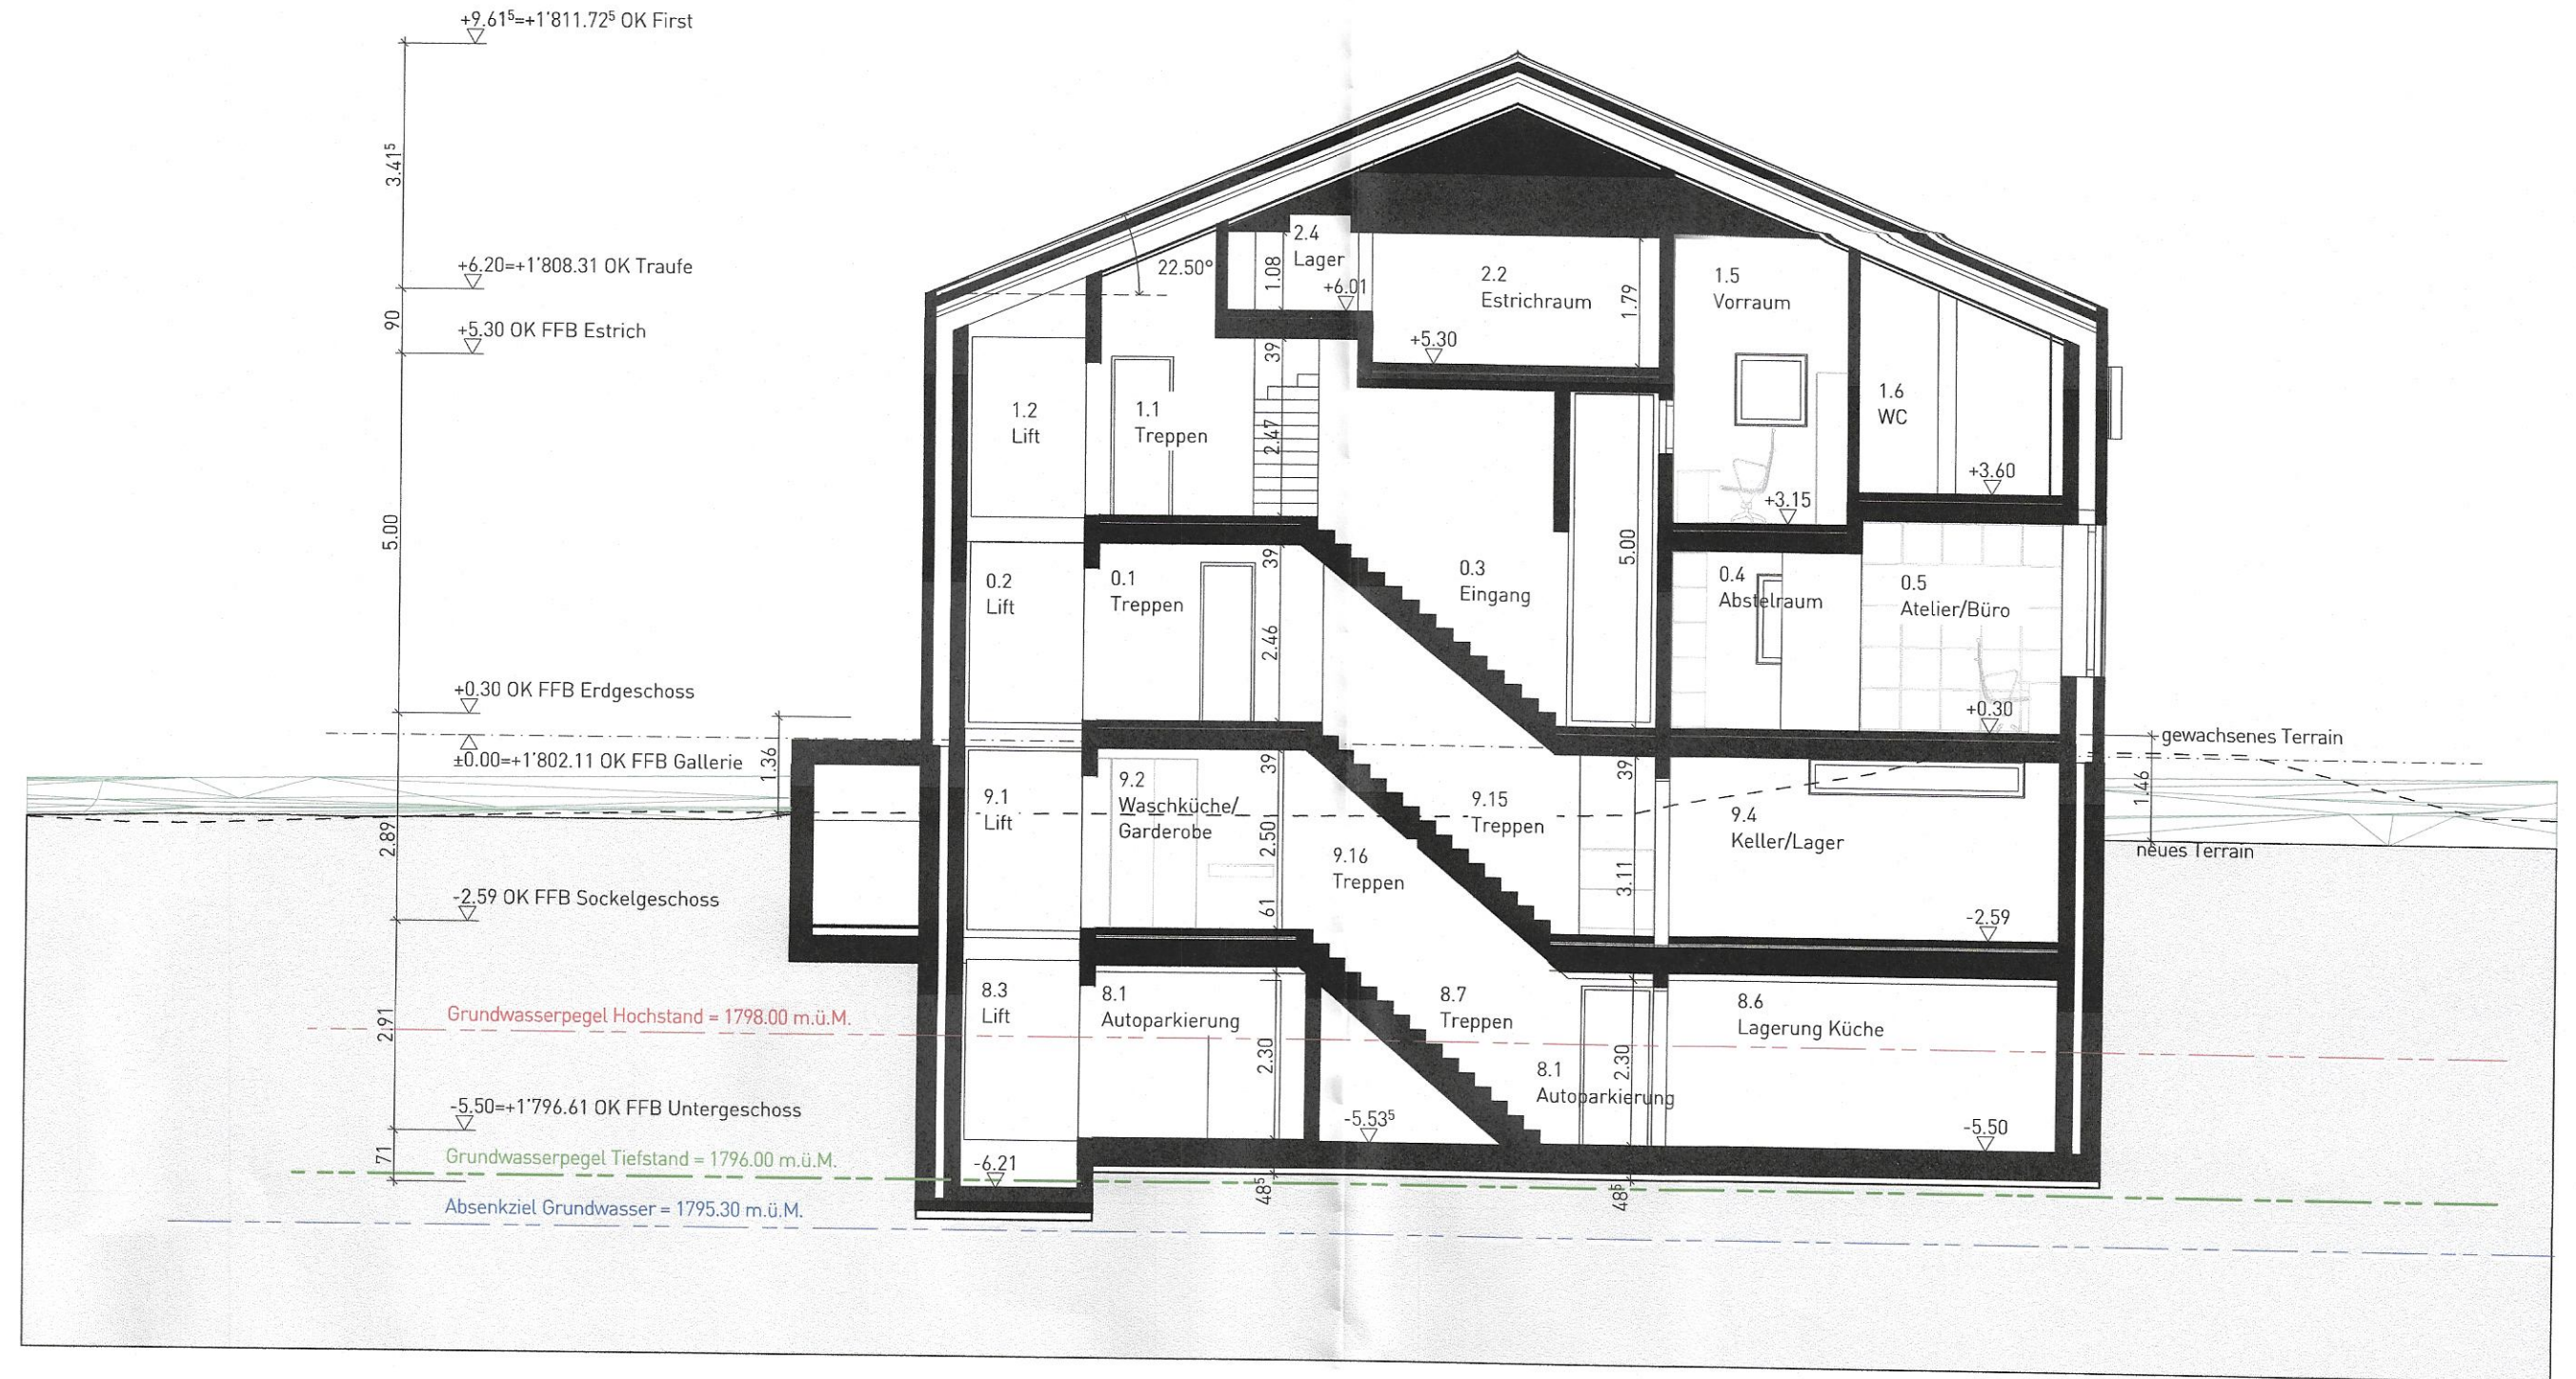 +9.61⁵=+1'811.72⁵ OK First
3.41⁵
+6.20=+1'808.31 OK Traufe
90
+5.30 OK FFB Estrich
5.00
+0.30 OK FFB Erdgeschoss
±0.00=+1'802.11 OK FFB Gallerie
1.36
2.89
-2.59 OK FFB Sockelgeschoss
Grundwasserpegel Hochstand = 1798.00 m.ü.M.
2.91
-5.50=+1'796.61 OK FFB Untergeschoss
71
Grundwasserpegel Tiefstand = 1796.00 m.ü.M.
Absenkziel Grundwasser = 1795.30 m.ü.M.
22.50°
2.4
Lager
1.08
+6.01
2.2
Estrichraum
1.79
+5.30
1.5
Vorraum
1.6
WC
+3.60
+3.15
1.2
Lift
1.1
Treppen
39
2.47
0.2
Lift
0.1
Treppen
39
2.46
0.3
Eingang
5.00
0.4
Abstelraum
0.5
Atelier/Büro
+0.30
gewachsenes Terrain
1.46
neues Terrain
9.1
Lift
9.2
Waschküche/
Garderobe
39
2.50
61
9.16
Treppen
9.15
Treppen
39
3.11
9.4
Keller/Lager
-2.59
8.3
Lift
8.1
Autoparkierung
2.30
8.7
Treppen
8.1
Autoparkierung
2.30
8.6
Lagerung Küche
-5.53⁵
-5.50
-6.21
48⁵
48⁵